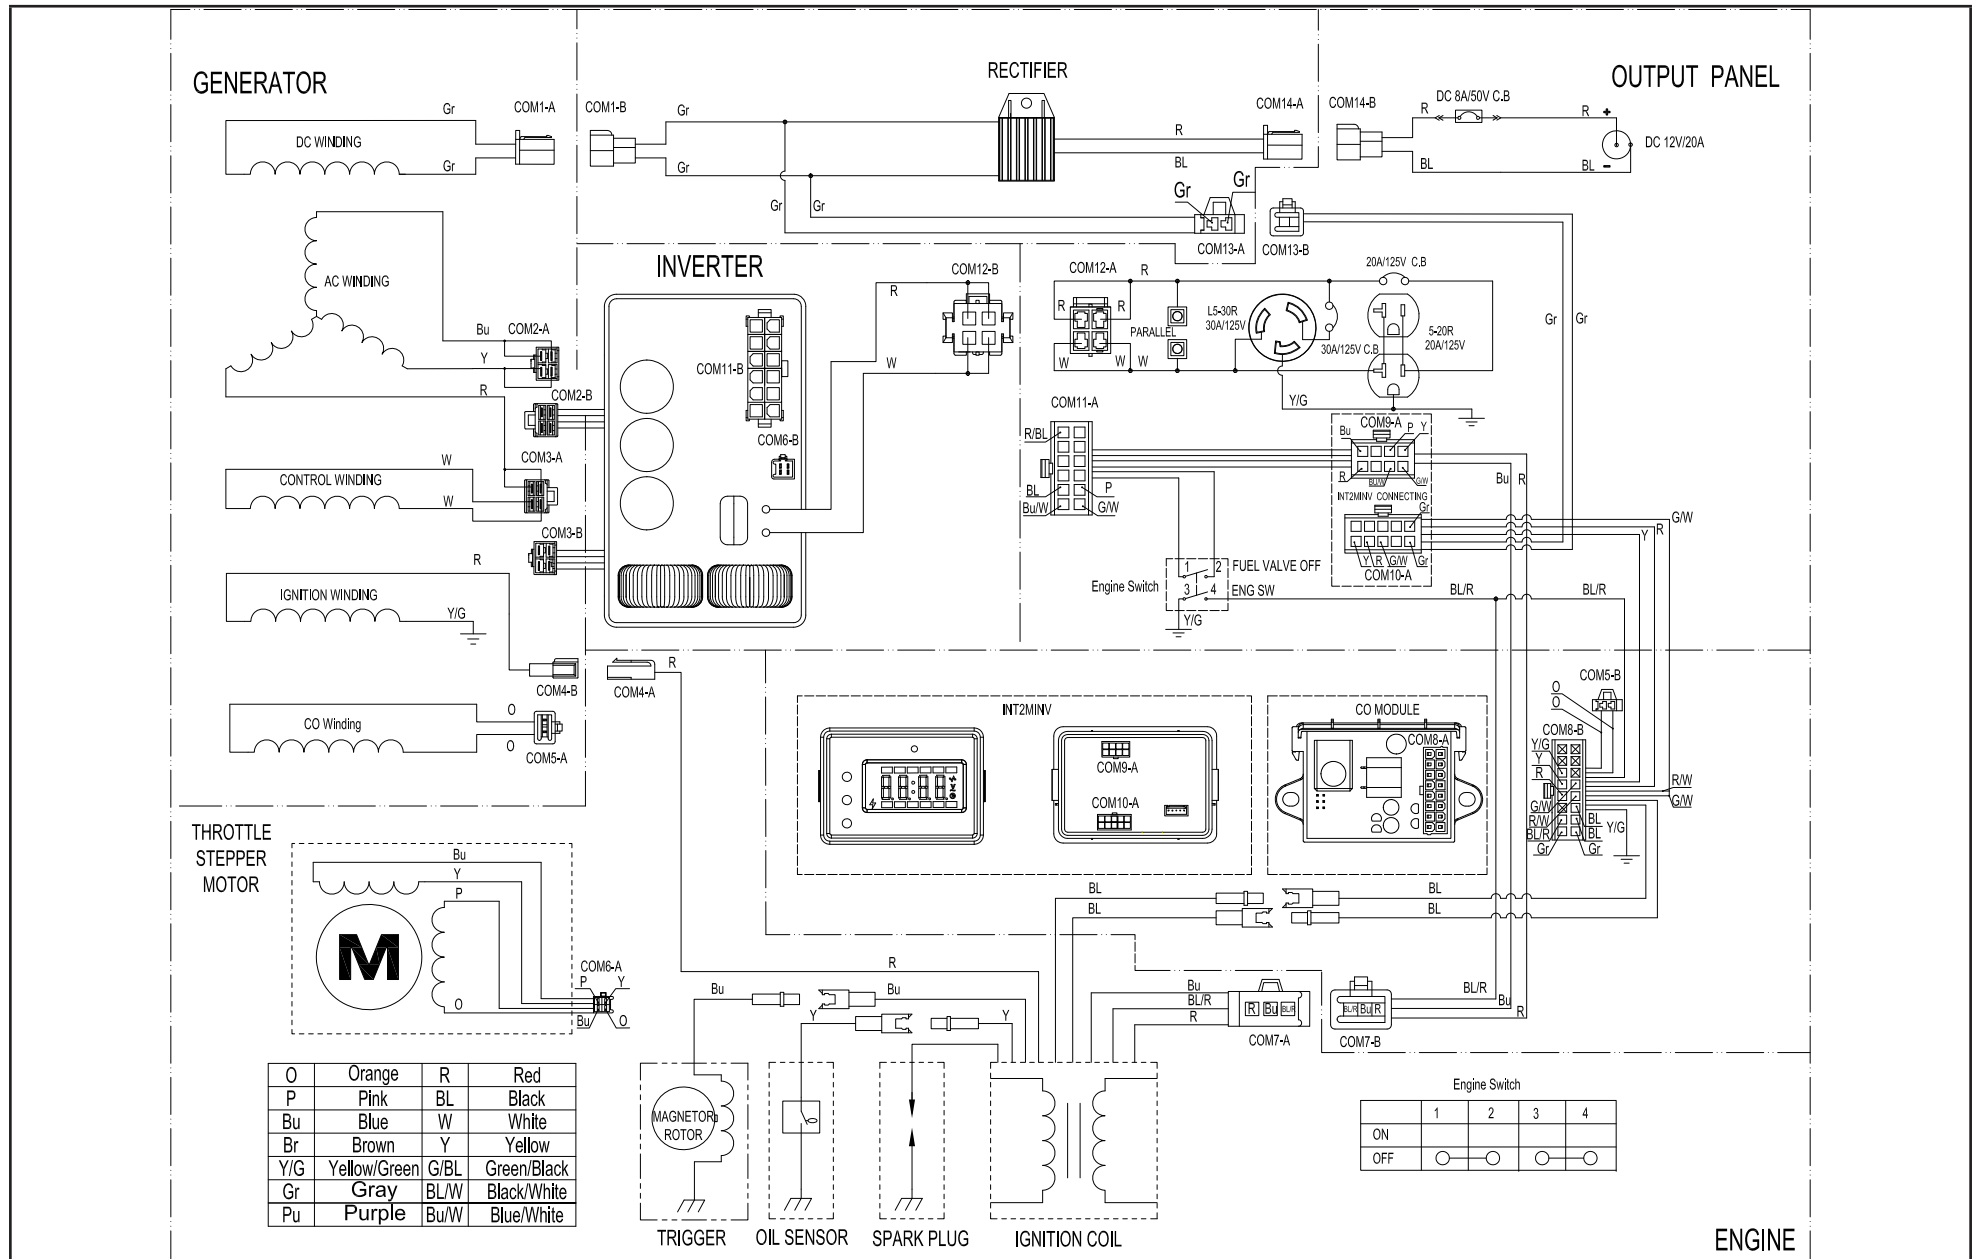 GENERATOR
RECTIFIER
OUTPUT PANEL
Gr
COM1-A
COM1-B
Gr
COM14-A
COM14-B
R
DC 8A/50V C.B
R
+
DC WINDING
R
DC 12V/20A
Gr
Gr
BL
BL
BL
−
Gr
Gr
Gr
Gr
COM13-A
COM13-B
INVERTER
COM12-B
COM12-A
R
20A/125V C.B
AC WINDING
R
R
R
L5-30R
30A/125V
PARALLEL
Gr
Gr
Bu
COM2-A
5-20R
20A/125V
30A/125V C.B
Y
W
W
W
W
COM11-B
R
COM2-B
COM11-A
Y/G
COM9-A
R/BL
Bu
P
Y
COM6-B
W
COM3-A
CONTROL WINDING
R
Bu/W
G/W
Bu
R
W
BL
P
INT2MINV CONNECTING
Bu/W
G/W
Gr
G/W
R
Y
COM3-B
R
Y
R
G/W
Gr
COM10-A
1
2
FUEL VALVE OFF
Engine Switch
3
4
ENG SW
BL/R
BL/R
IGNITION WINDING
Y/G
Y/G
COM4-B
COM4-A
R
COM5-B
O
O
CO Winding
O
O
COM5-A
INT2MINV
CO MODULE
COM8-A
COM8-B
COM9-A
COM10-A
Y/G
Y
R
R/W
G/W
G/W
R/W
BL/R
Gr
BL
BL
Gr
Y/G
THROTTLE
STEPPER
MOTOR
Bu
Y
P
M
O
BL
BL
BL
BL
COM6-A
P
Y
Bu
O
R
Bu
Bu
Bu
BL/R
R
R
Bu
BL/R
COM7-A
BL/R
Bu
R
COM7-B
BL/R
Bu
R
Y
Y
O
Orange
R
Red
P
Pink
BL
Black
Bu
Blue
W
White
Br
Brown
Y
Yellow
Y/G
Yellow/Green
G/BL
Green/Black
Gr
Gray
BL/W
Black/White
Pu
Purple
Bu/W
Blue/White
MAGNETOR
ROTOR
TRIGGER
OIL SENSOR
SPARK PLUG
IGNITION COIL
Engine Switch
1
2
3
4
ON
OFF
ENGINE